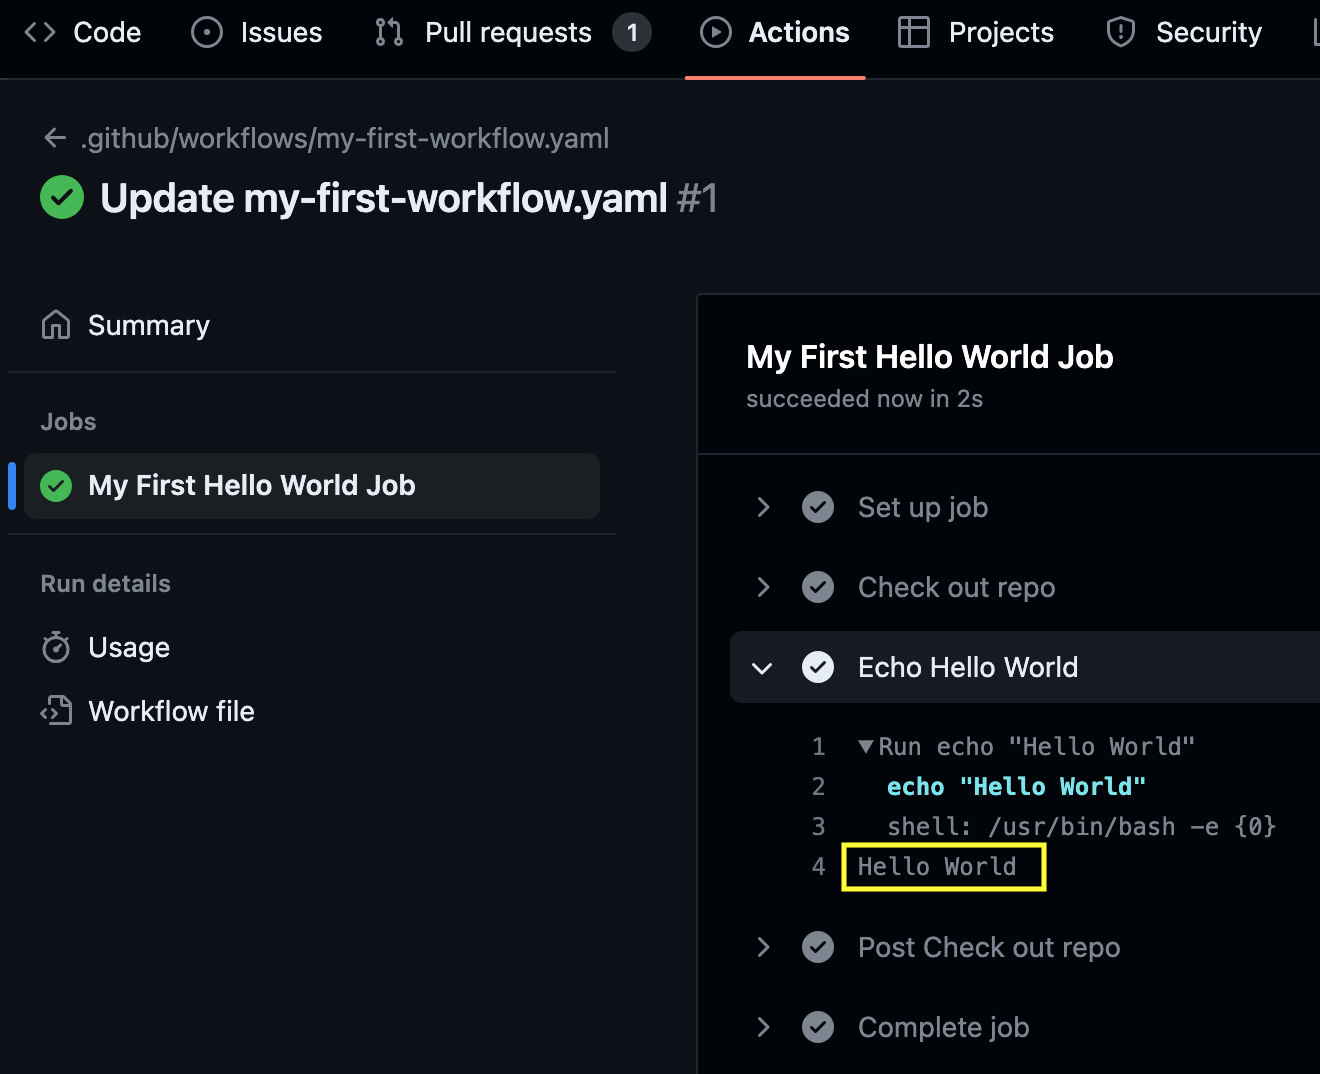 Code Issues Pull requests 1 Actions Projects Security
.github/workflows/my-first-workflow.yaml
Update my-first-workflow.yaml #1
Summary
Jobs
My First Hello World Job
Run details
Usage
Workflow file
My First Hello World Job
succeeded now in 2s
Set up job
Check out repo
Echo Hello World
1 ▼Run echo "Hello World"
2 echo "Hello World"
3 shell: /usr/bin/bash -e {0}
4 Hello World
Post Check out repo
Complete job